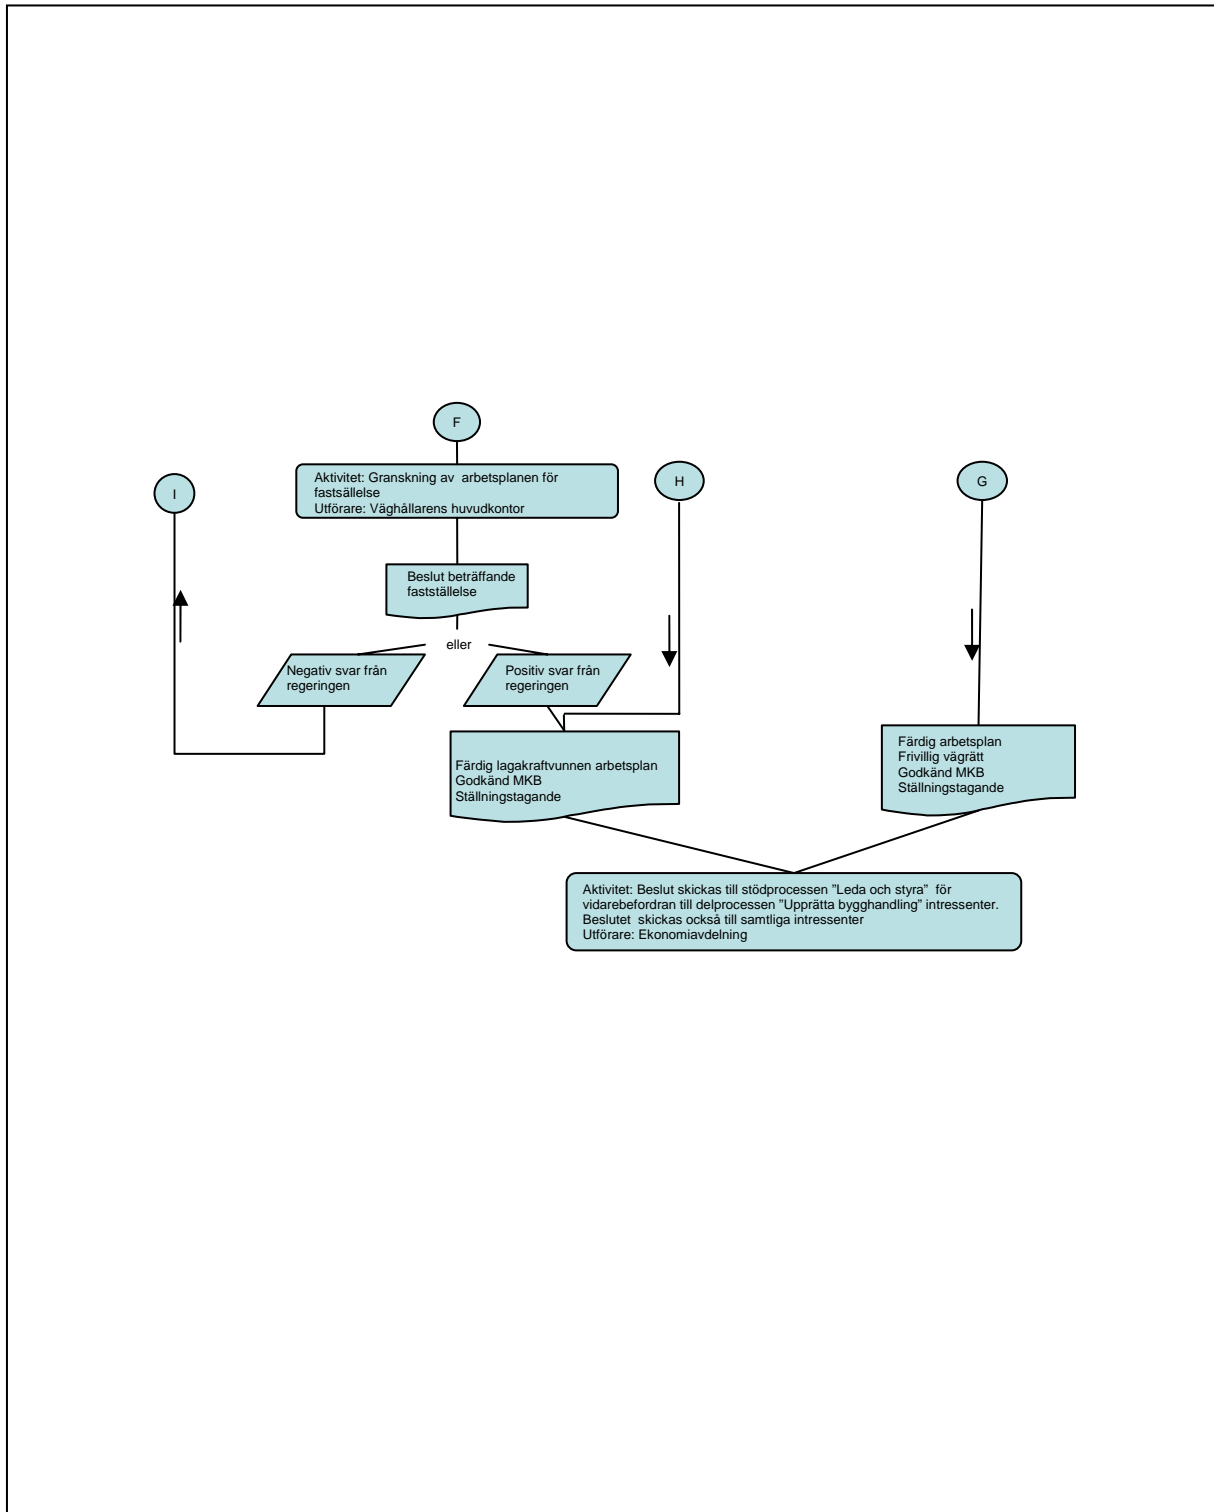 F
I
Aktivitet: Granskning av arbetsplanen för
fastsällelse
Utförare: Väghållarens huvudkontor
H
G
Beslut beträffande
fastställelse
eller
Negativ svar från
regeringen
Positiv svar från
regeringen
Färdig lagakraftvunnen arbetsplan
Godkänd MKB
Ställningstagande
Färdig arbetsplan
Frivillig vägrätt
Godkänd MKB
Ställningstagande
Aktivitet: Beslut skickas till stödprocessen ”Leda och styra” för
vidarebefordran till delprocessen ”Upprätta bygghandling” intressenter.
Beslutet skickas också till samtliga intressenter
Utförare: Ekonomiavdelning